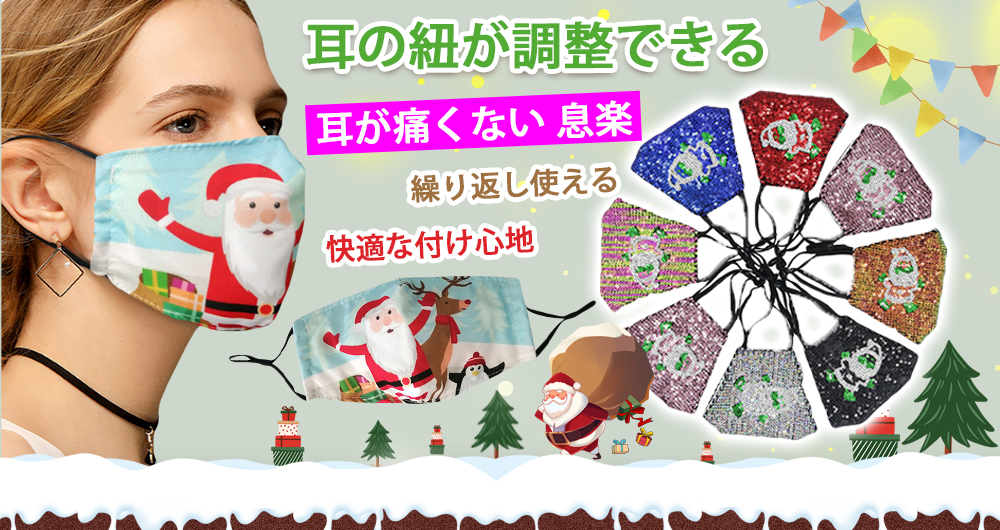 耳の紐が調整できる
耳が痛くない 息楽
繰り返し使える
快適な付け心地